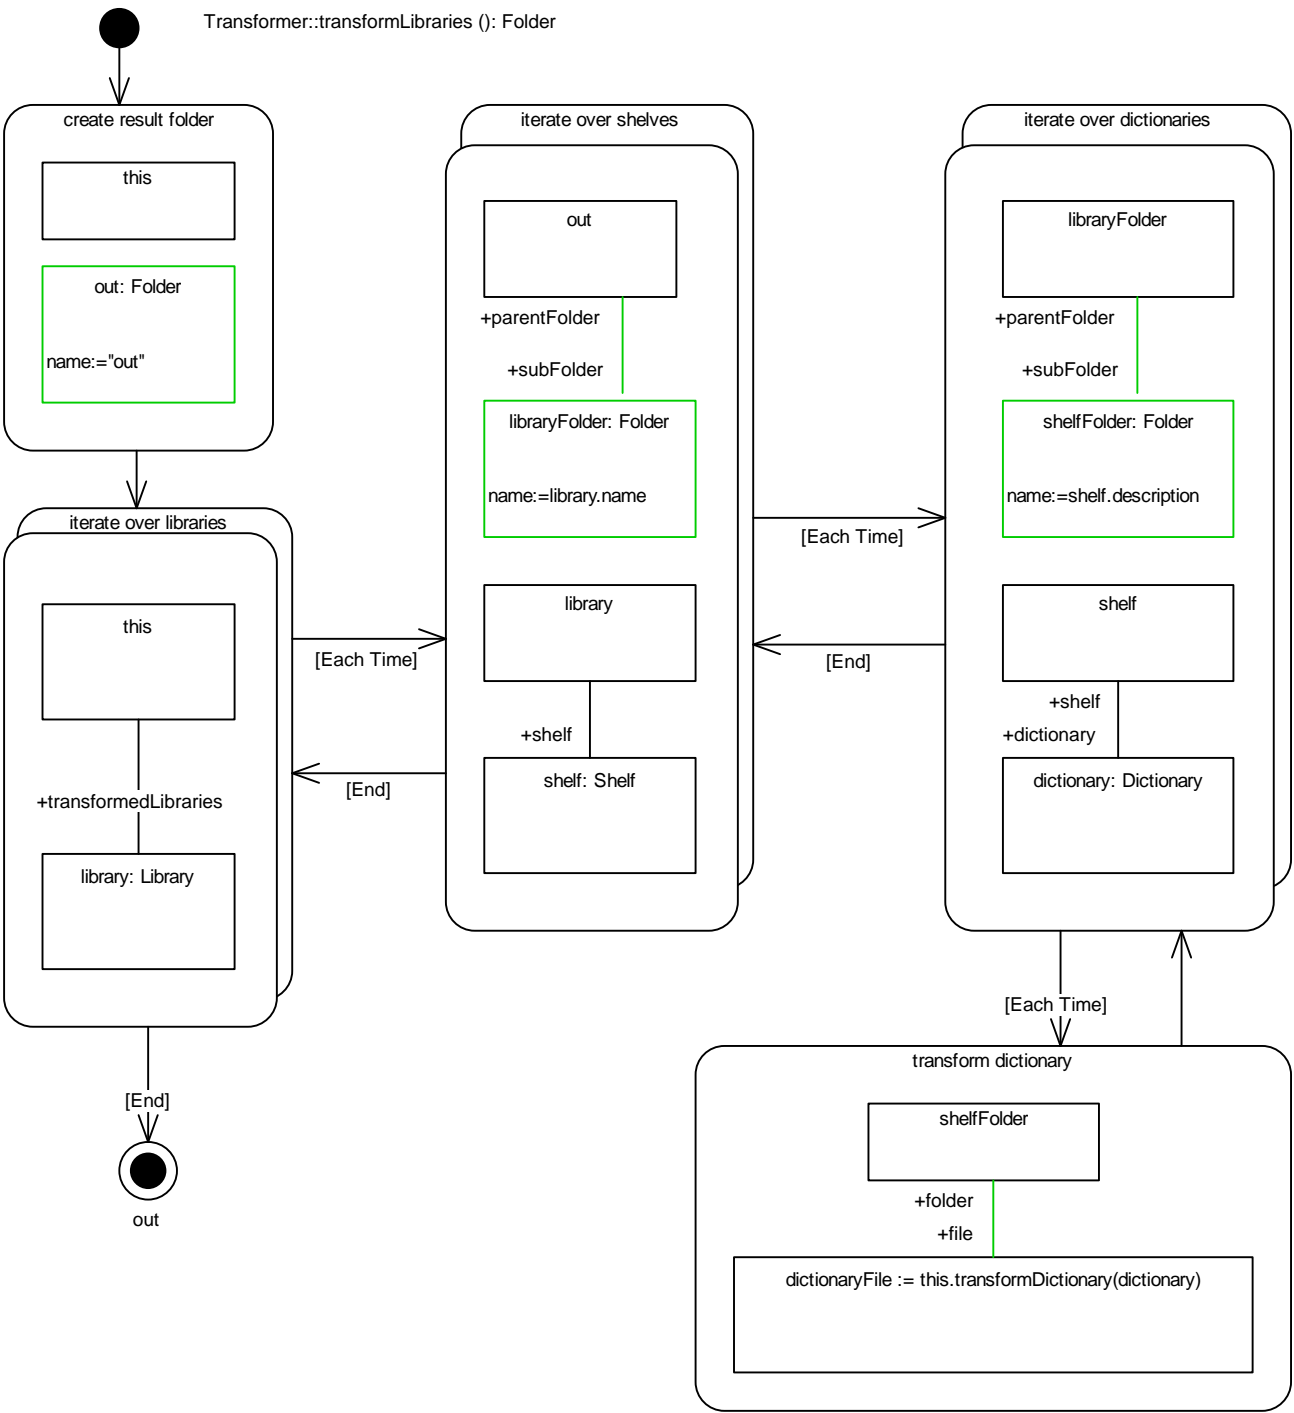 Transformer::transformLibraries (): Folder
create result folder
this
out: Folder
name:="out"
iterate over libraries
this
+transformedLibraries
library: Library
[End]
out
[Each Time]
[End]
iterate over shelves
out
+parentFolder
+subFolder
libraryFolder: Folder
name:=library.name
library
+shelf
shelf: Shelf
[Each Time]
[End]
iterate over dictionaries
libraryFolder
+parentFolder
+subFolder
shelfFolder: Folder
name:=shelf.description
shelf
+shelf
+dictionary
dictionary: Dictionary
[Each Time]
transform dictionary
shelfFolder
+folder
+file
dictionaryFile := this.transformDictionary(dictionary)